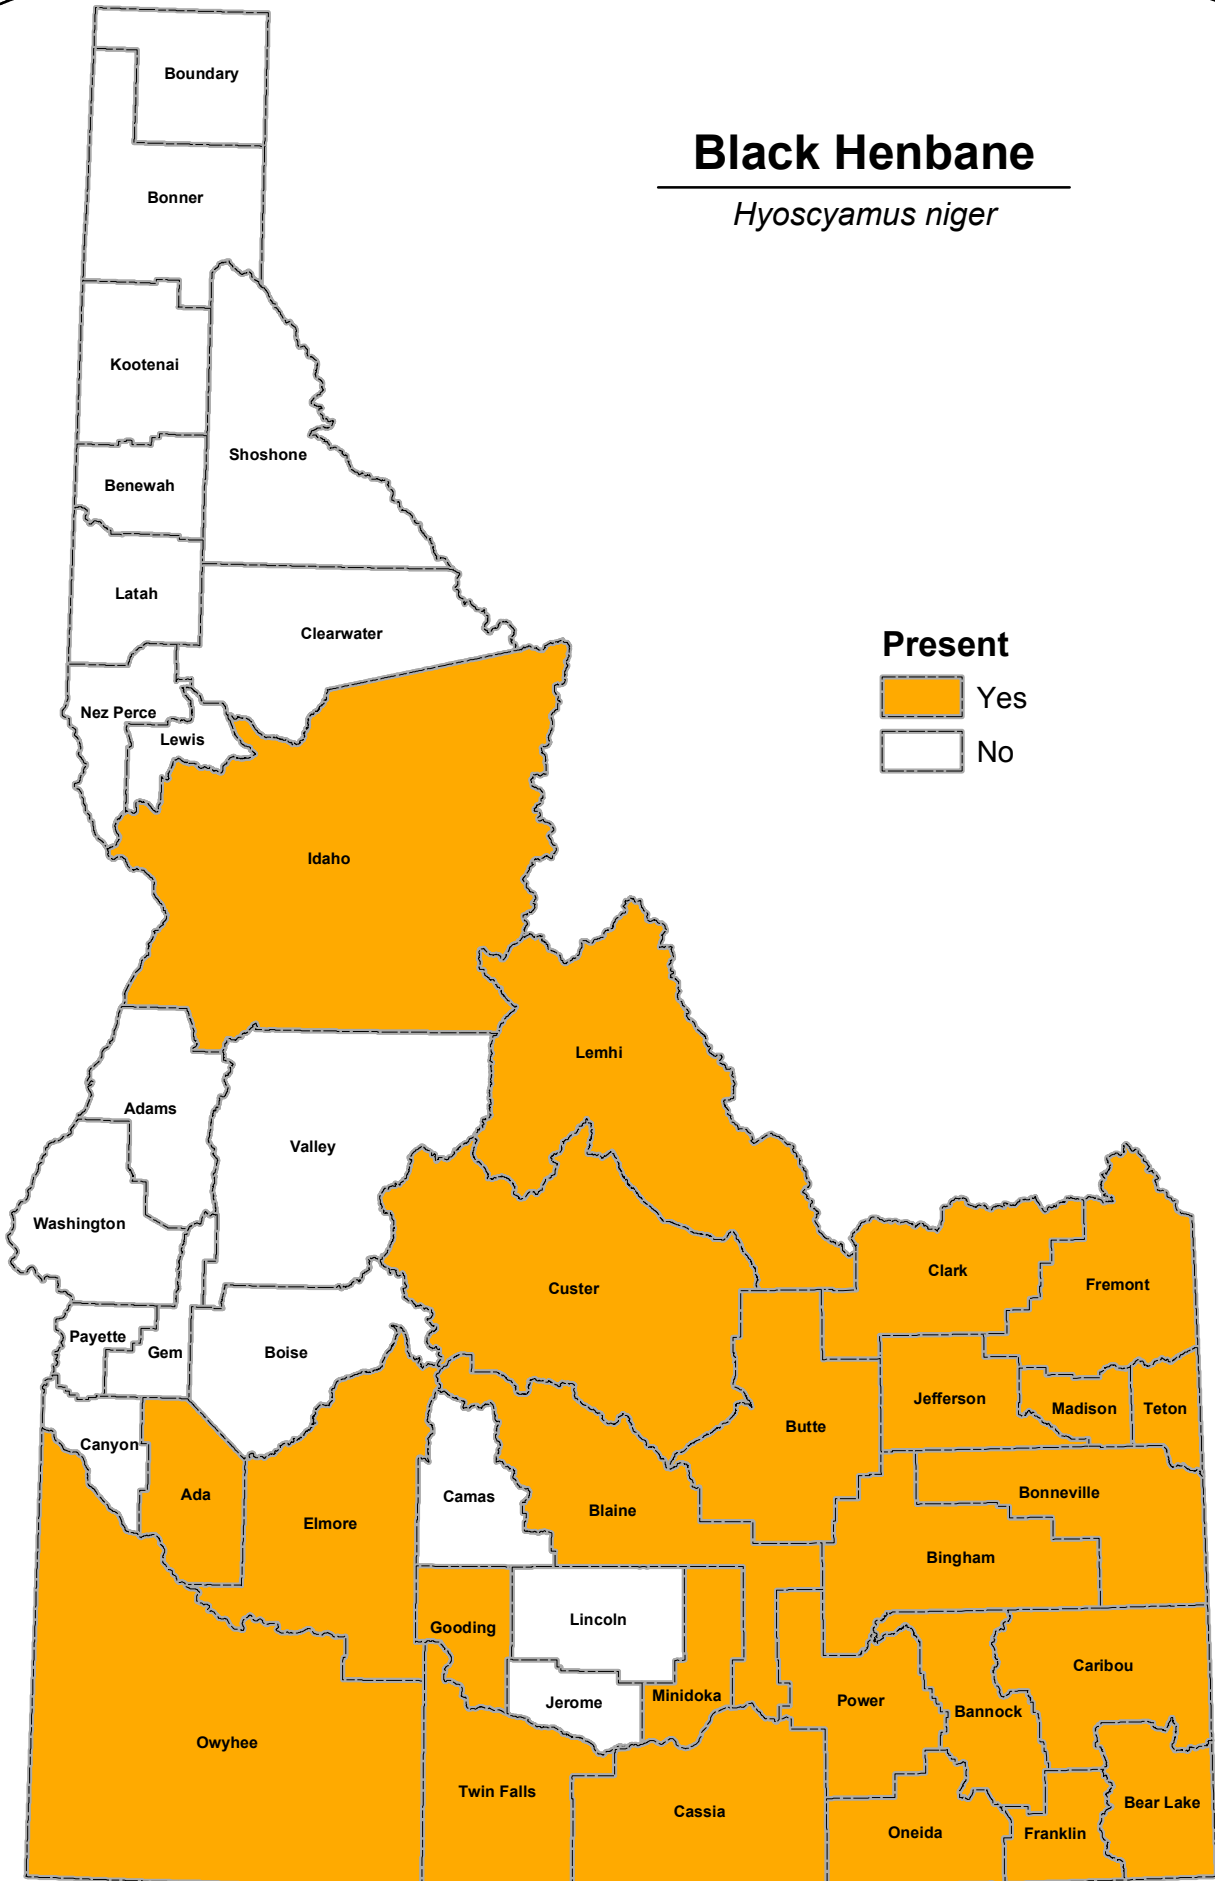 Black Henbane
Hyoscyamus niger
Boundary
Bonner
Kootenai
Shoshone
Benewah
Latah
Clearwater
Nez Perce
Lewis
Present
Yes
No
Idaho
Lemhi
Adams
Valley
Washington
Custer
Clark
Fremont
Payette
Gem
Boise
Jefferson
Madison
Teton
Butte
Canyon
Ada
Elmore
Camas
Blaine
Bonneville
Bingham
Gooding
Lincoln
Caribou
Minidoka
Jerome
Power
Bannock
Owyhee
Twin Falls
Cassia
Oneida
Franklin
Bear Lake